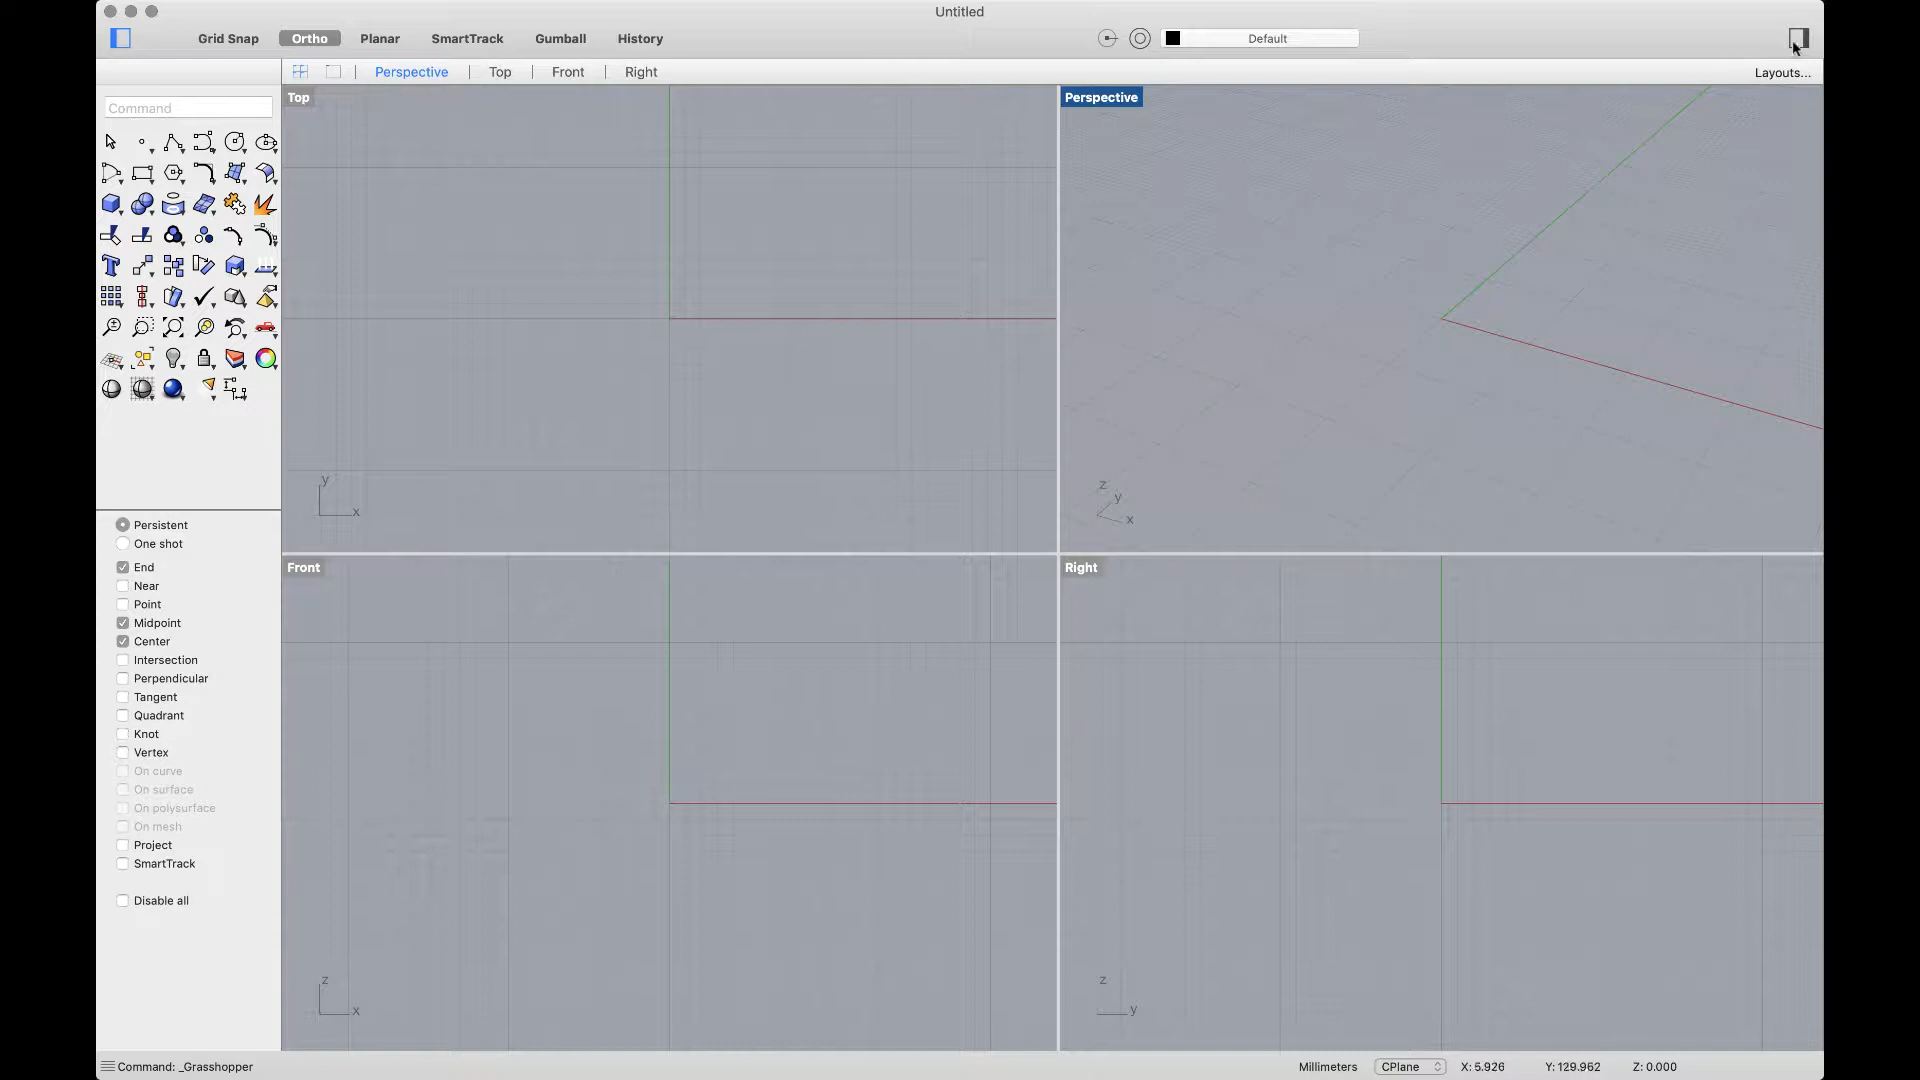 Untitled
Grid Snap
Ortho
Planar
SmartTrack
Gumball
History
Default
Perspective
Top
Front
Right
Layouts...
Command
Top
Perspective
y
x
z
y
x
Persistent
One shot
End
Near
Point
Midpoint
Center
Intersection
Perpendicular
Tangent
Quadrant
Knot
Vertex
On curve
On surface
On polysurface
On mesh
Project
SmartTrack
Disable all
Front
Right
z
x
z
y
Command: _Grasshopper
Millimeters
CPlane
X: 5.926
Y: 129.962
Z: 0.000